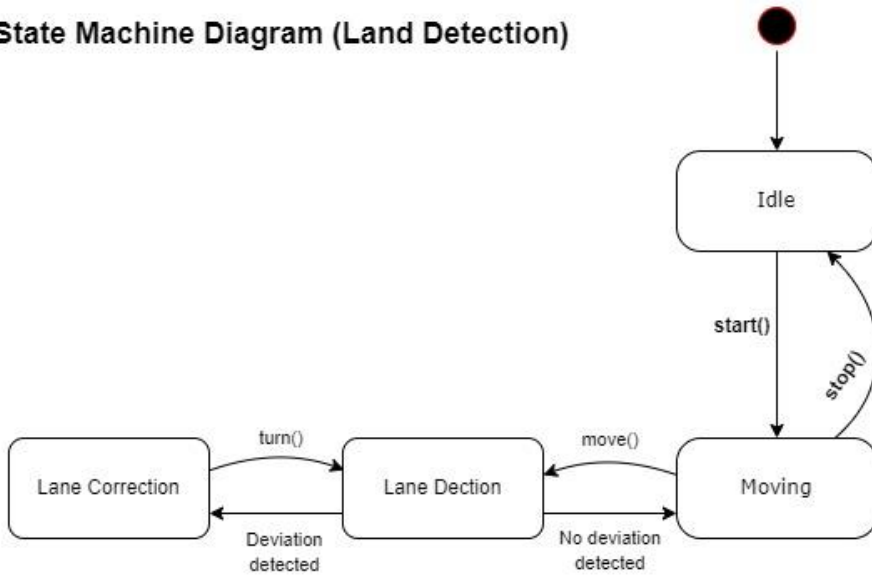 State Machine Diagram (Land Detection)
Idle
start()
stop()
turn()
move()
Lane Correction
Lane Dection
Moving
Deviation
detected
No deviation
detected